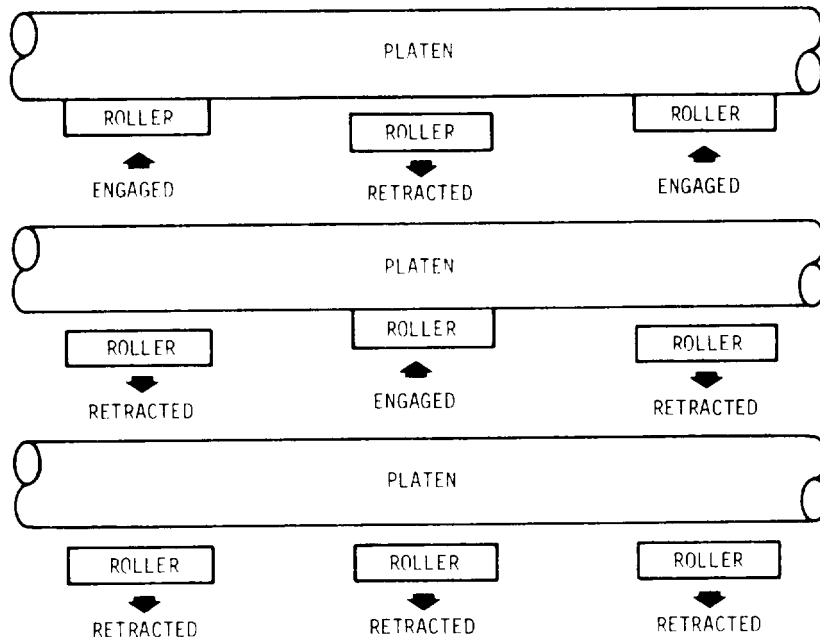 PLATEN
ROLLER ROLLER ROLLER
ENGAGED RETRACTED ENGAGED
PLATEN
ROLLER ROLLER ROLLER
RETRACTED ENGAGED RETRACTED
PLATEN
ROLLER ROLLER ROLLER
RETRACTED RETRACTED RETRACTED